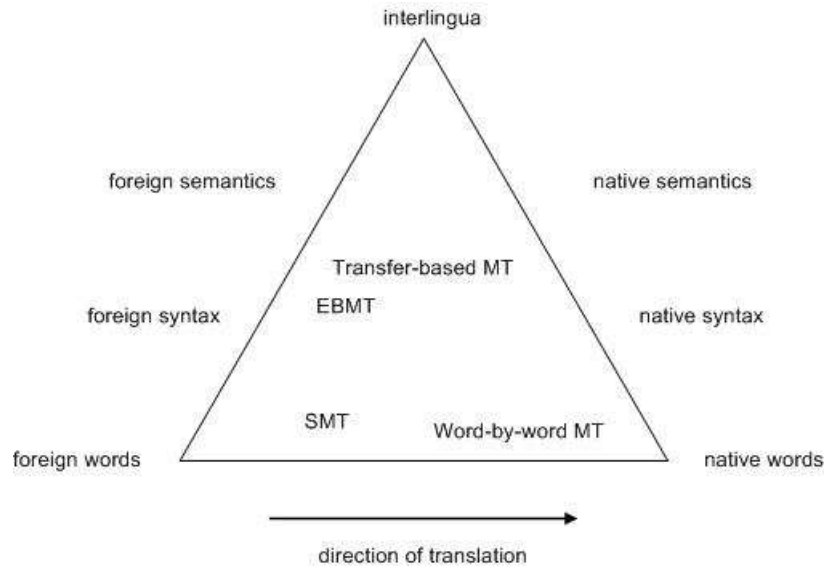 interlingua
foreign semantics
native semantics
Transfer-based MT
EBMT
foreign syntax
native syntax
SMT
Word-by-word MT
foreign words
native words
direction of translation